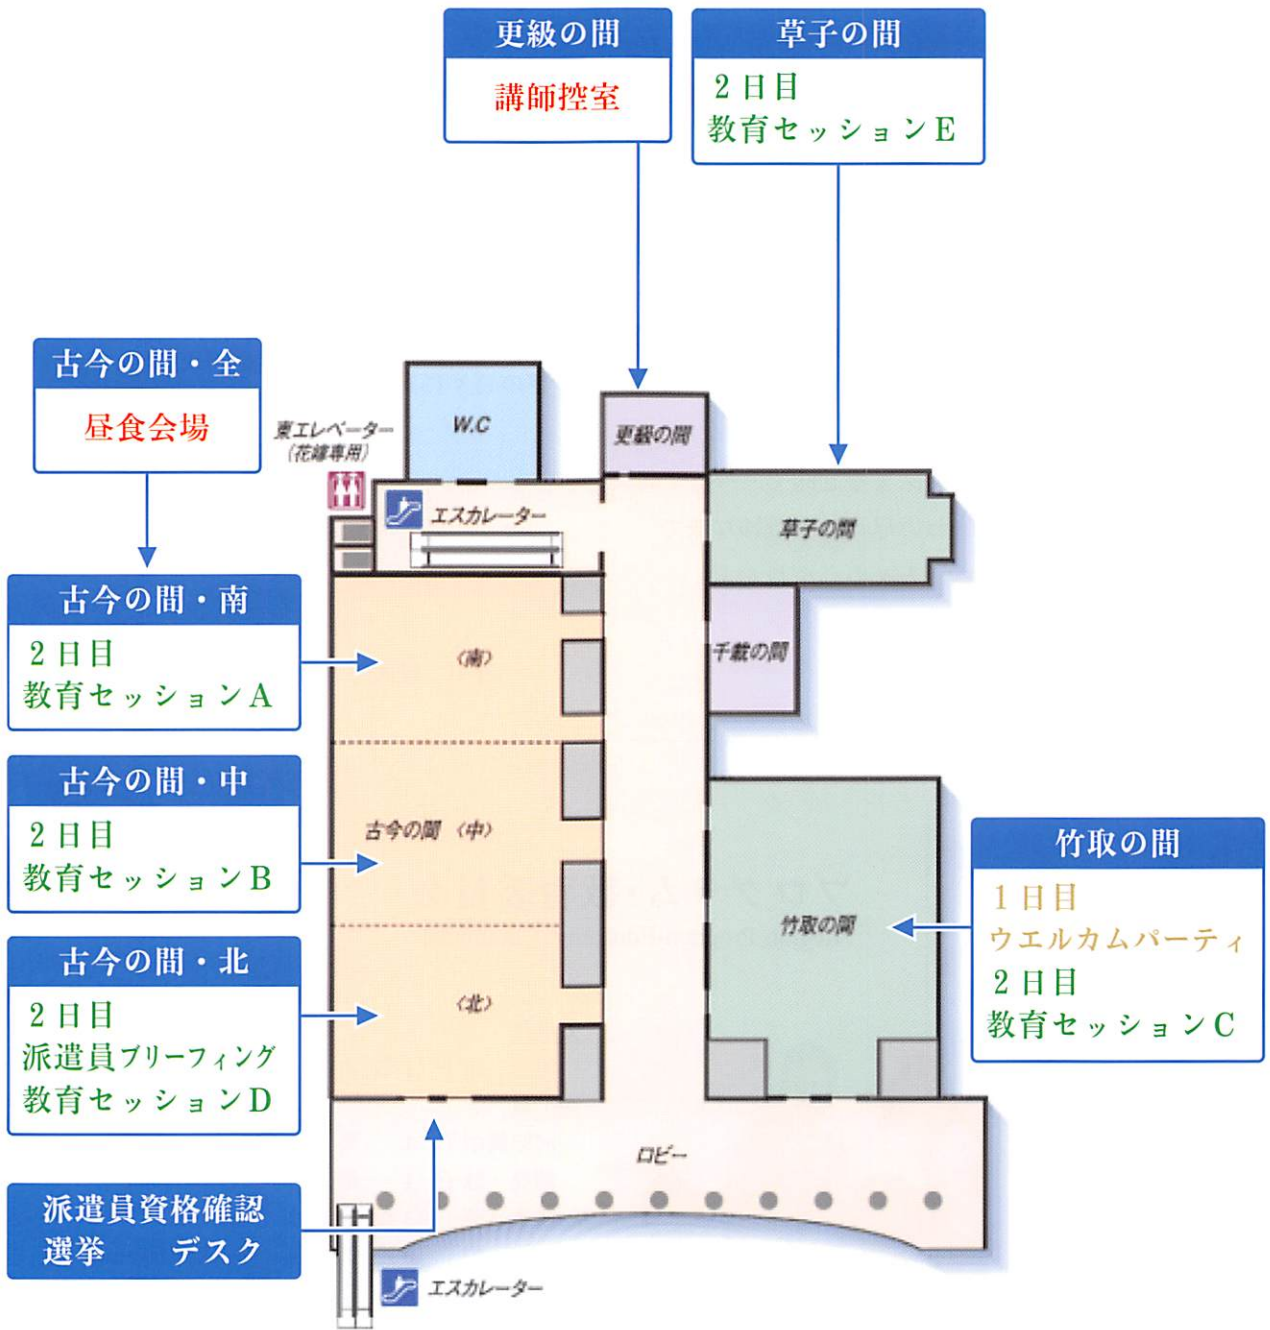 更級の間
講師控室
草子の間
2日目
教育セッションE
古今の間・全
昼食会場
東エレベーター
(花嫁専用)
W.C
更級の間
エスカレーター
草子の間
古今の間・南
2日目
教育セッションA
〈南〉
千載の間
古今の間・中
2日目
教育セッションB
古今の間〈中〉
竹取の間
1日目
ウエルカムパーティ
2日目
教育セッションC
竹取の間
古今の間・北
2日目
派遣員ブリーフィング
教育セッションD
〈北〉
ロビー
派遣員資格確認
選挙 デスク
エスカレーター